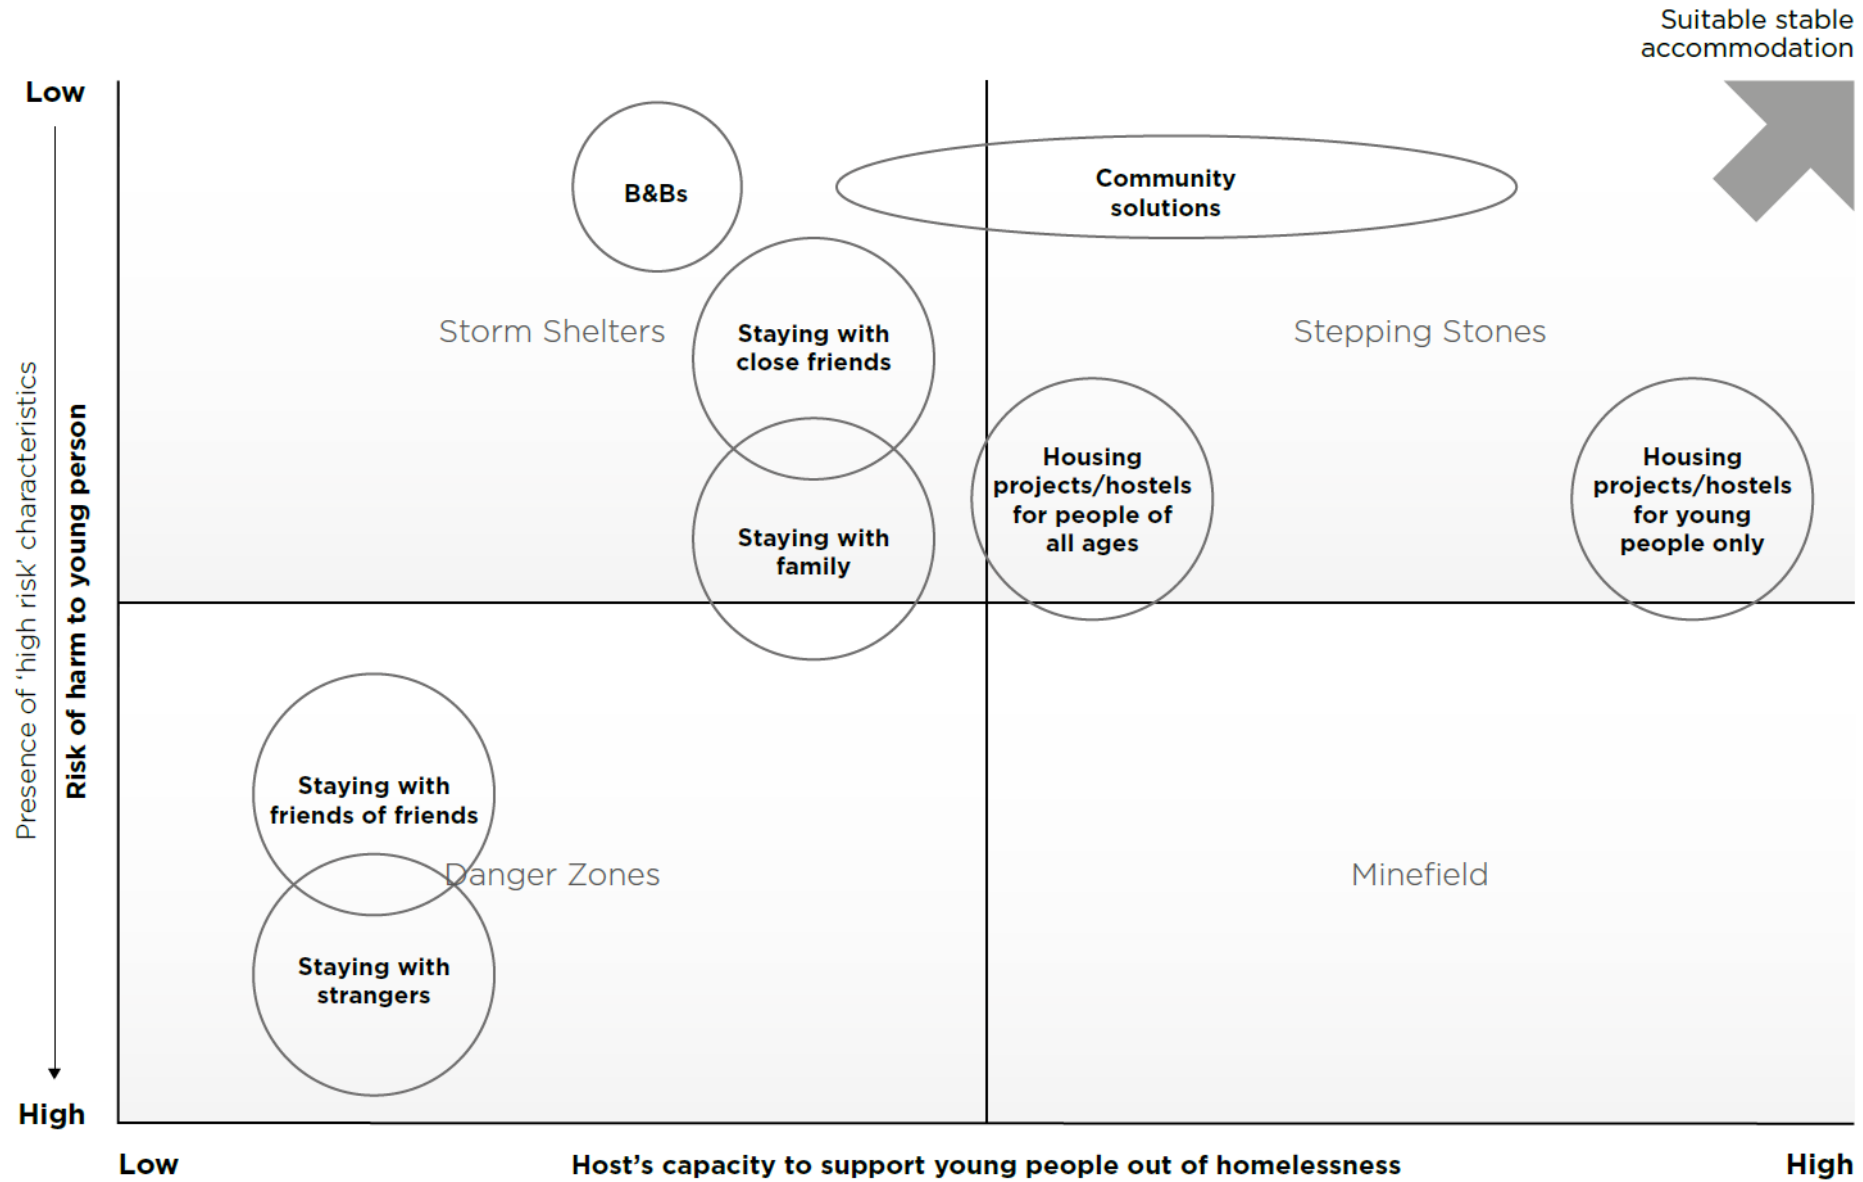 Suitable stable
accommodation
Low
B&Bs
Community
solutions
Storm Shelters
Staying with
close friends
Stepping Stones
Presence of ‘high risk’ characteristics
Risk of harm to young person
Housing
projects/hostels
for people of
all ages
Housing
projects/hostels
for young
people only
Staying with
family
Staying with
friends of friends
Danger Zones
Minefield
Staying with
strangers
High
Low
Host’s capacity to support young people out of homelessness
High